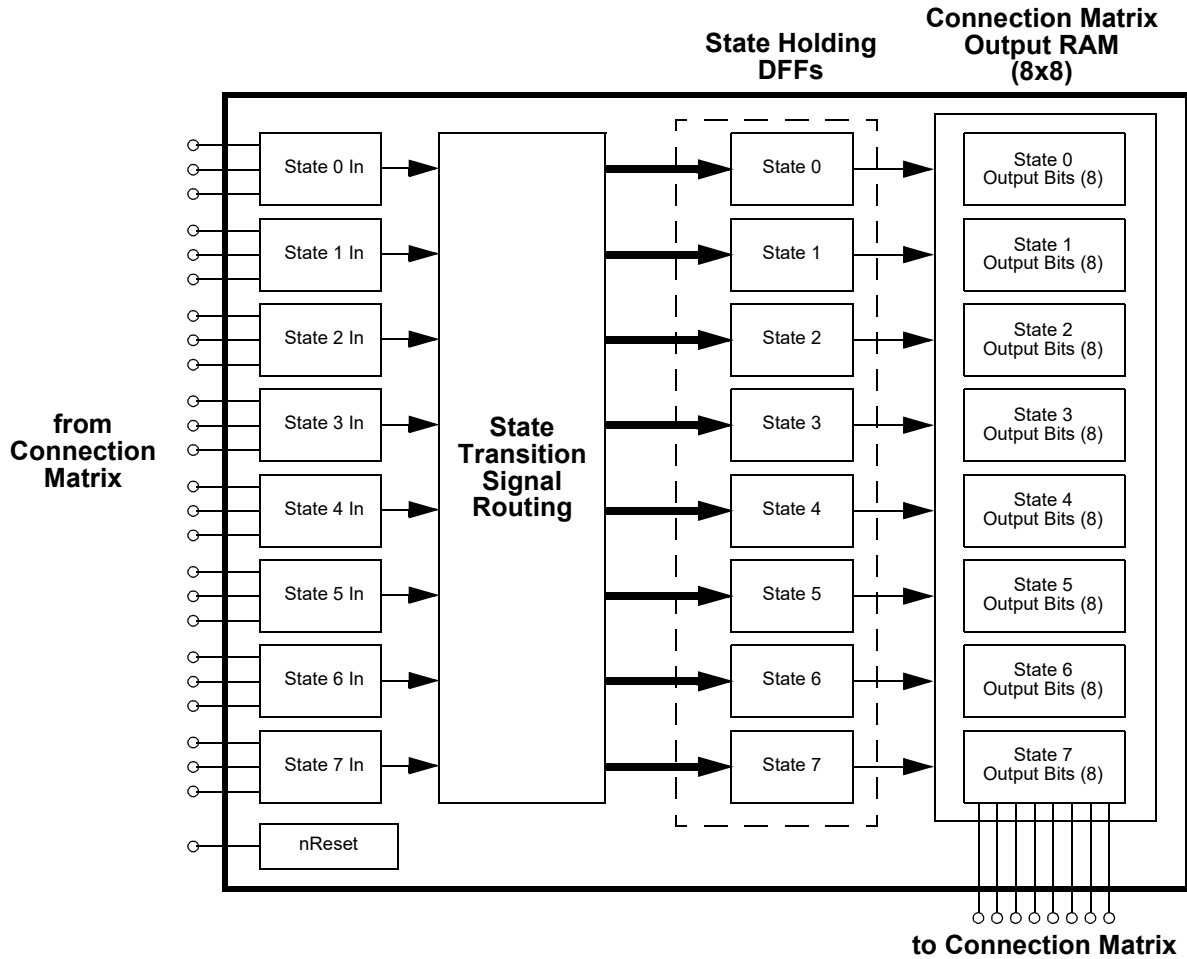 State Holding
DFFs
Connection Matrix
Output RAM
(8x8)
from
Connection
Matrix
State 0 In
State 1 In
State 2 In
State 3 In
State 4 In
State 5 In
State 6 In
State 7 In
nReset
State
Transition
Signal
Routing
State 0
State 1
State 2
State 3
State 4
State 5
State 6
State 7
State 0
Output Bits (8)
State 1
Output Bits (8)
State 2
Output Bits (8)
State 3
Output Bits (8)
State 4
Output Bits (8)
State 5
Output Bits (8)
State 6
Output Bits (8)
State 7
Output Bits (8)
to Connection Matrix